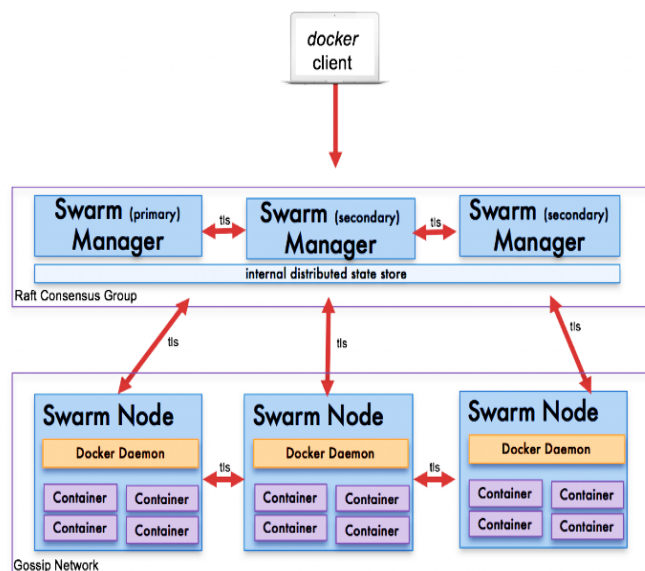 docker
client
Swarm (primary)
Manager
tls
Swarm (secondary)
Manager
tls
Swarm (secondary)
Manager
internal distributed state store
Raft Consensus Group
tls
tls
tls
Swarm Node
Docker Daemon
Container Container
Container Container
tls
Swarm Node
Docker Daemon
Container Container
Container Container
tls
Swarm Node
Docker Daemon
Container Container
Container Container
Gossip Network